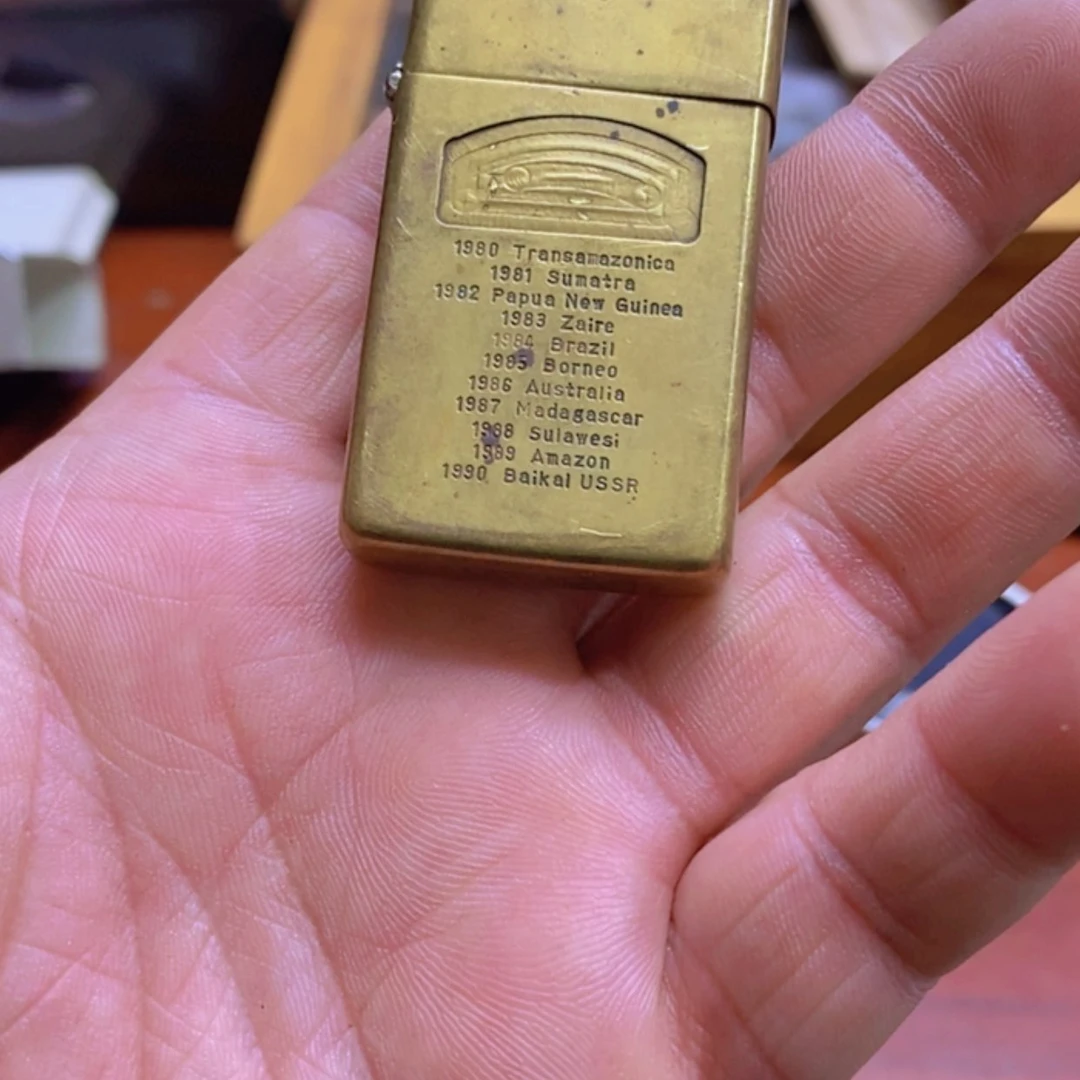 1980 Transamazonica
1981 Sumatra
1982 Papua New Guinea
1983 Zaire
1984 Brazil
1985 Borneo
1986 Australia
1987 Madagascar
1988 Sulawesi
1989 Amazon
1990 Baikal USSR